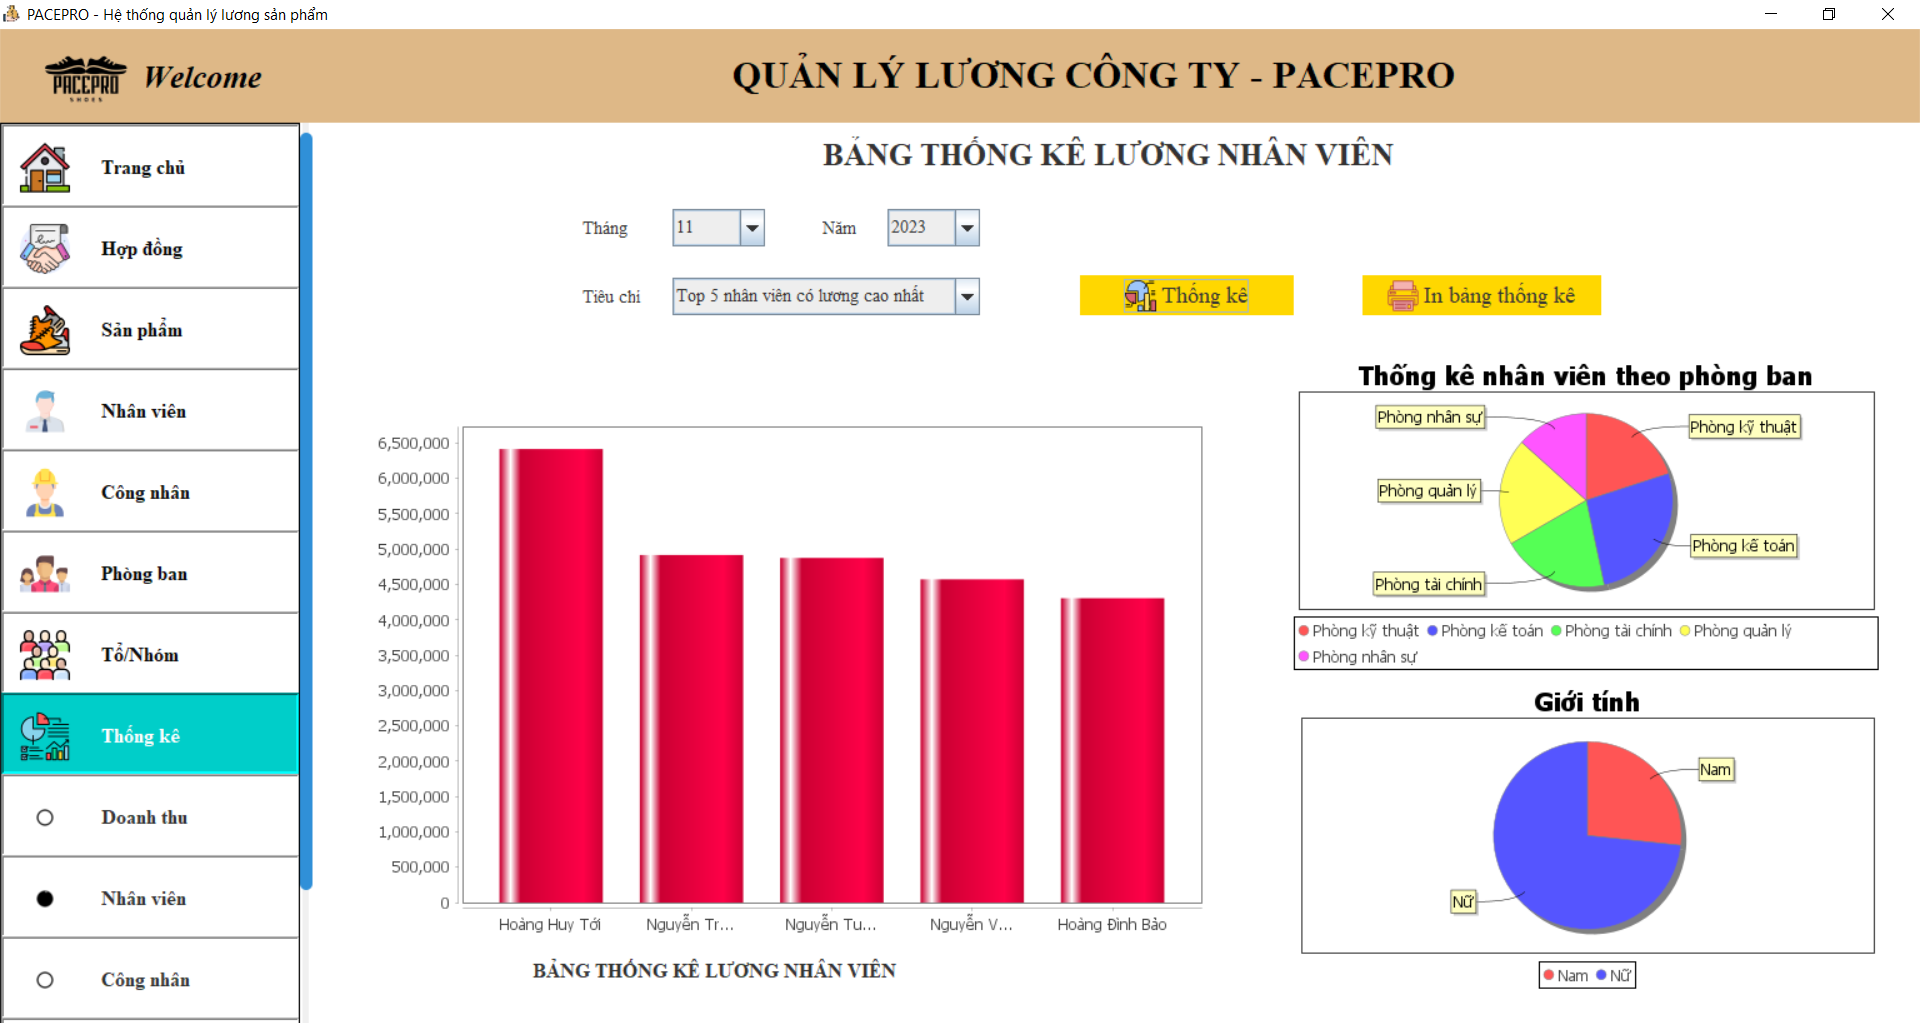 PACEPRO - Hệ thống quản lý lương sản phẩm
PACEPRO
SHOES
Welcome
QUẢN LÝ LƯƠNG CÔNG TY - PACEPRO
Trang chủ
Hợp đồng
Sản phẩm
Nhân viên
Công nhân
Phòng ban
Tổ/Nhóm
Thống kê
Doanh thu
Nhân viên
Công nhân
BẢNG THỐNG KÊ LƯƠNG NHÂN VIÊN
Tháng 11 Năm 2023
Tiêu chí Top 5 nhân viên có lương cao nhất Thống kê In bảng thống kê
6,500,000
6,000,000
5,500,000
5,000,000
4,500,000
4,000,000
3,500,000
3,000,000
2,500,000
2,000,000
1,500,000
1,000,000
500,000
0
Hoàng Huy Tới Nguyễn Tr... Nguyễn Tu... Nguyễn V... Hoàng Đình Bảo
BẢNG THỐNG KÊ LƯƠNG NHÂN VIÊN
Thống kê nhân viên theo phòng ban
Phòng nhân sự
Phòng kỹ thuật
Phòng quản lý
Phòng kế toán
Phòng tài chính
Phòng kỹ thuật Phòng kế toán Phòng tài chính Phòng quản lý
Phòng nhân sự
Giới tính
Nam
Nữ
Nam Nữ